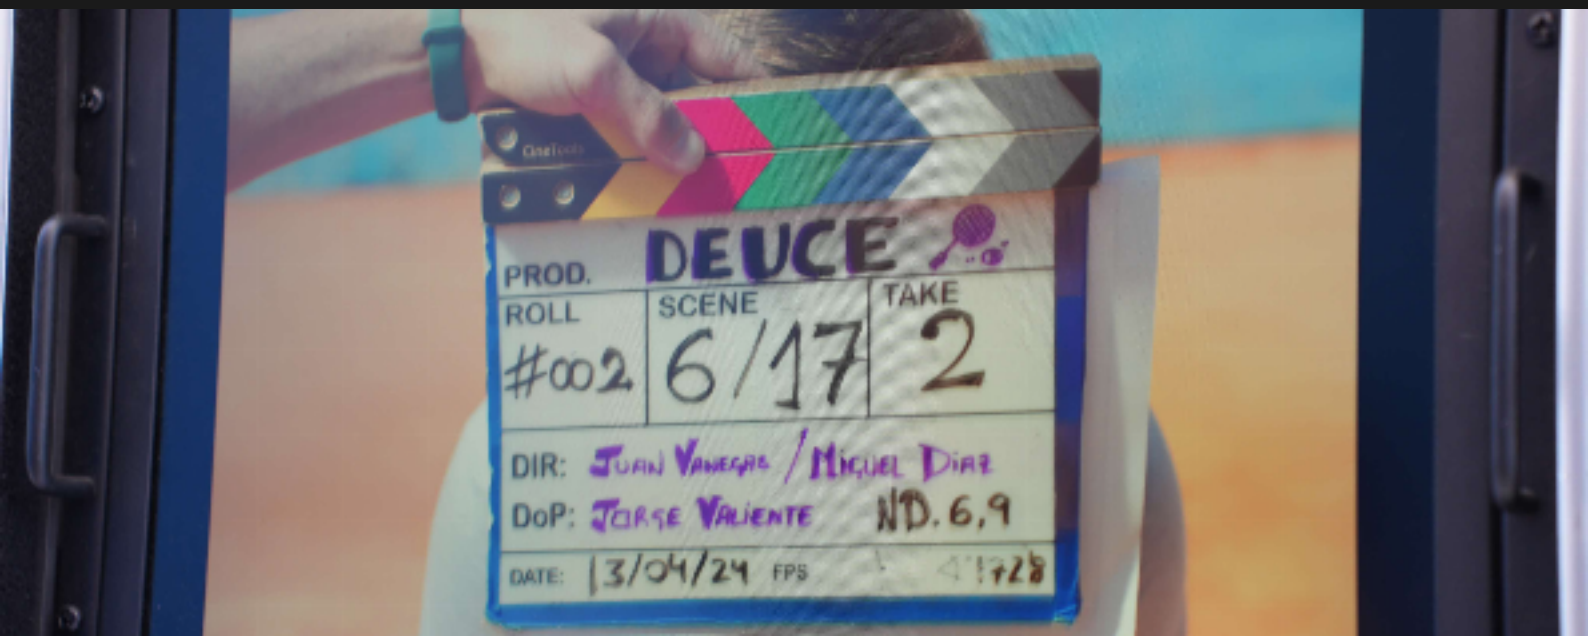 CineTools
PROD. DEUCE
ROLL SCENE TAKE
#002 6/17 2
DIR: JUAN VANEGAS / MIGUEL DIAZ
DoP: JORGE VALIENTE ND.6,9
DATE: 13/04/24 FPS